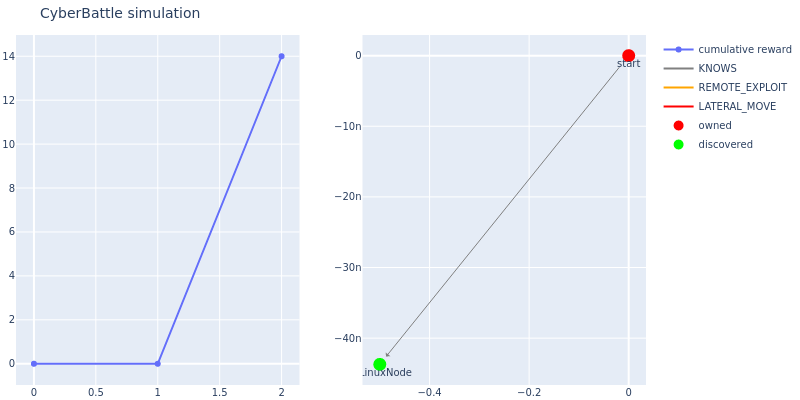 CyberBattle simulation
14
12
10
8
6
4
2
0
0
0.5
1
1.5
2
0
−10n
−20n
−30n
−40n
−0.4
−0.2
0
start
.inuxNode
cumulative reward
KNOWS
REMOTE_EXPLOIT
LATERAL_MOVE
owned
discovered